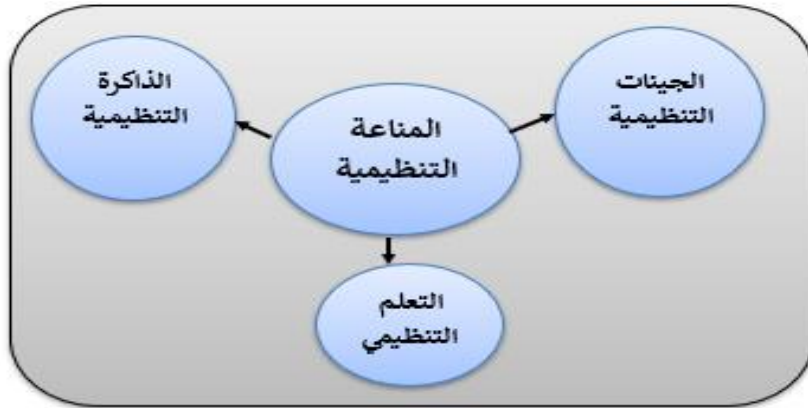 الجينات
التنظيمية
المناعة
التنظيمية
الذاكرة
التنظيمية
التعلم
التنظيمي